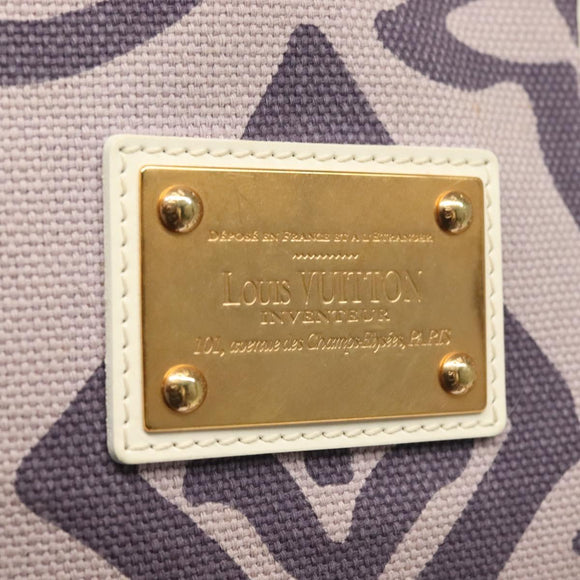 DÉPOSÉ EN FRANCE ET A L'ÉTRANGER
LOUIS VUITTON
INVENTEUR
101, avenue des Champs-Elysées, PARIS